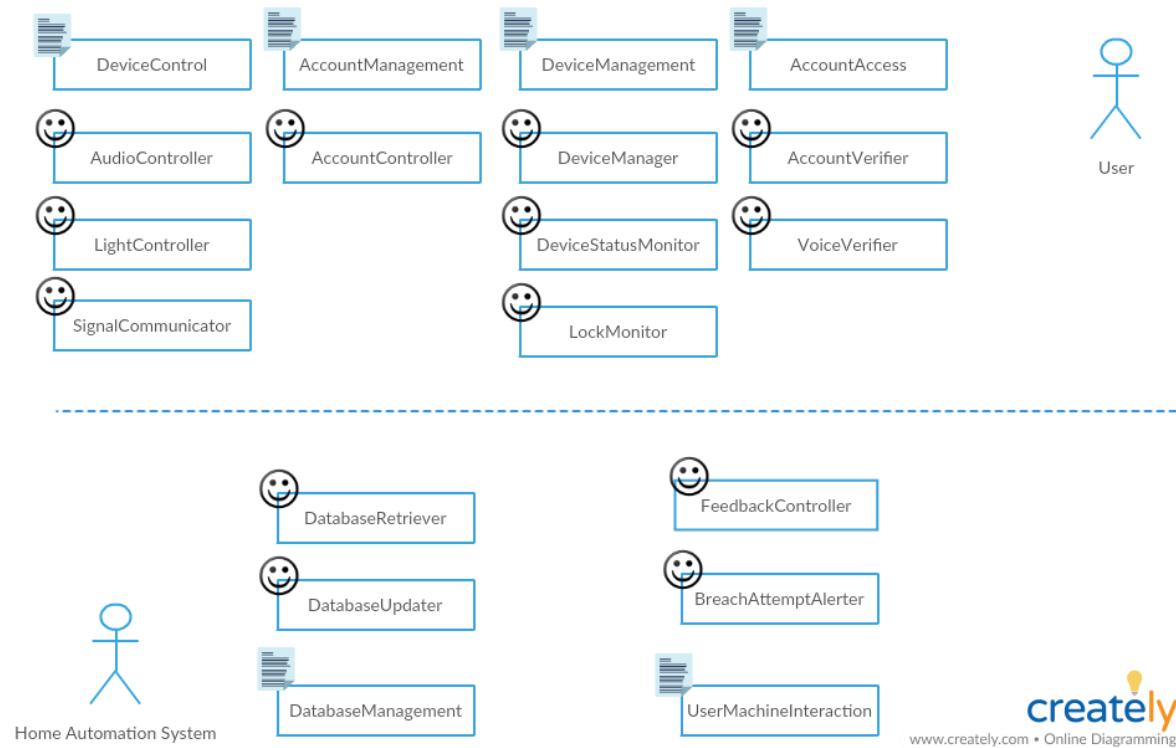 DeviceControl
AccountManagement
DeviceManagement
AccountAccess
AudioController
AccountController
DeviceManager
AccountVerifier
User
LightController
DeviceStatusMonitor
VoiceVerifier
SignalCommunicator
LockMonitor
DatabaseRetriever
FeedbackController
DatabaseUpdater
BreachAttemptAlerter
DatabaseManagement
UserMachineInteraction
Home Automation System
creately
www.creately.com • Online Diagramming